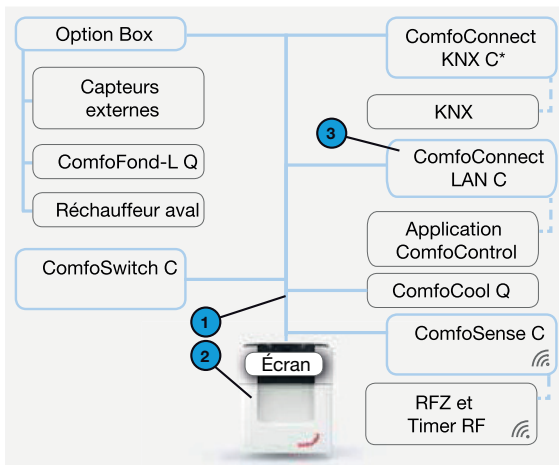 Option Box
Capteurs
externes
ComfoFond-L Q
Réchauffeur aval
ComfoSwitch C
ComfoConnect
KNX C*
KNX
3
ComfoConnect
LAN C
Application
ComfoControl
ComfoCool Q
1
ComfoSense C
2
Écran
RFZ et
Timer RF